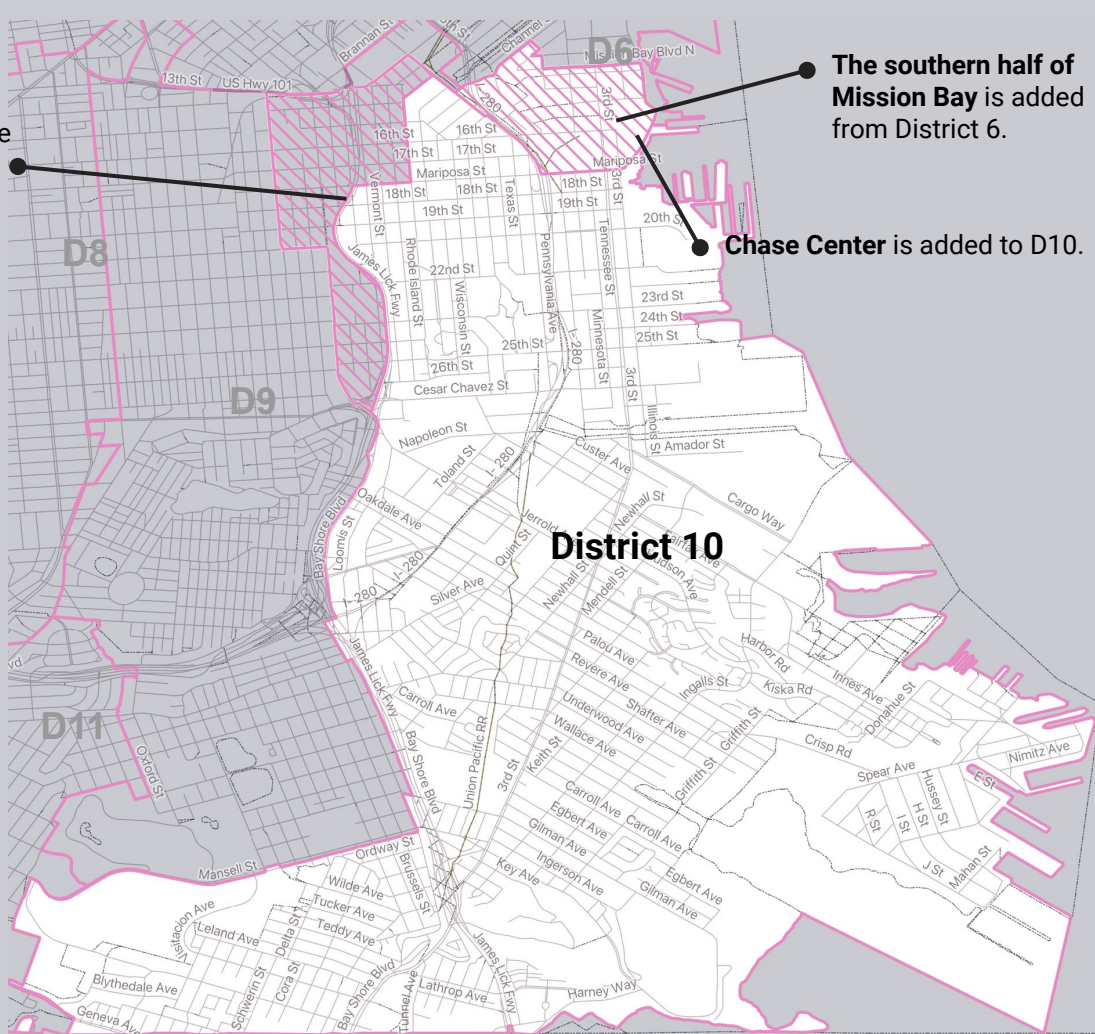 Brannan St
Channel
Mission Bay Blvd N
D6
The southern half of
Mission Bay is added
from District 6.
13th St
US Hwy 101
I-280
3rd St
e
16th St
16th St
17th St
17th St
Mariposa St
Mariposa St
18th St
18th St
18th St
19th St
19th St
20th St
Vermont St
Texas St
3rd St
Tennessee St
Pennsylvania Ave
Chase Center is added to D10.
D8
James Lick Fwy
Rhode Island St
22nd St
Wisconsin St
23rd St
24th St
25th St
25th St
Minnesota St
I-280
26th St
Cesar Chavez St
3rd St
Illinois St
D9
Napoleon St
Toland St
I-280
Custer Ave
Amador St
Cargo Way
Oakdale Ave
Bay Shore Blvd
Loomis St
Jerrold Ave
Newhall St
Fairfax Ave
District 10
Quint St
Hudson Ave
I-280
I-280
Silver Ave
Newhall St
Mendell St
Palou Ave
Harbor Rd
Revere Ave
Ingalls St
Kiska Rd
Innes Ave
Donahue St
James Lick Fwy
Carroll Ave
Underwood Ave
Shafter Ave
Griffith St
Wallace Ave
Crisp Rd
Nimitz Ave
vd
D11
Oxford St
Bay Shore Blvd
Union Pacific RR
3rd St
Keith St
Griffith St
Spear Ave
E St
Hussey St
H St
I St
R St
J St
Mahan St
Carroll Ave
Carroll Ave
Egbert Ave
Gilman Ave
Ordway St
Brussels St
Mansell St
Key Ave
Ingerson Ave
Egbert Ave
Gilman Ave
Wilde Ave
Tucker Ave
Teddy Ave
Visitacion Ave
Leland Ave
Delta St
Blythedale Ave
Schwerin St
Cora St
Bay Shore Blvd
Tunnel Ave
Lathrop Ave
James Lick Fwy
Harney Way
Geneva Av